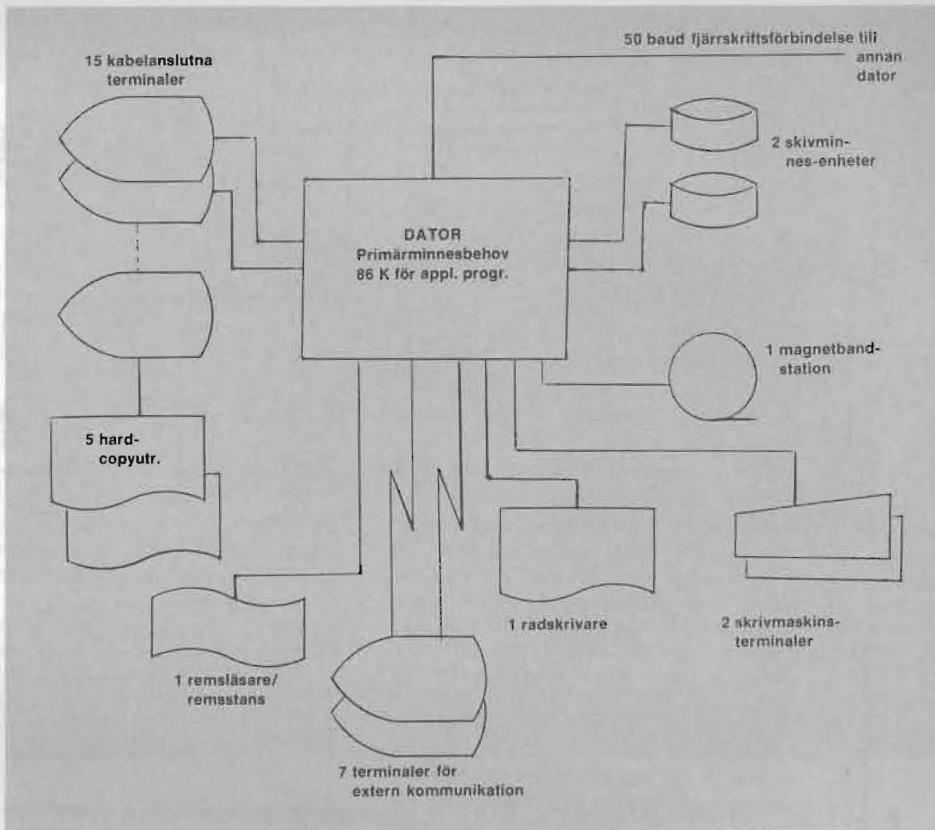 50 baud fjärrskriftsförbindelse till
annan
dator
15 kabelanslutna
terminaler
2 skivmin-
nes-enheter
DATOR
Primärminnesbehov
86 K för appl. progr.
1 magnetband-
station
5 hard-
copyutr.
1 radskrivare
2 skrivmaskins-
terminaler
1 remsläsare/
remsstans
7 terminaler för
extern kommunikation